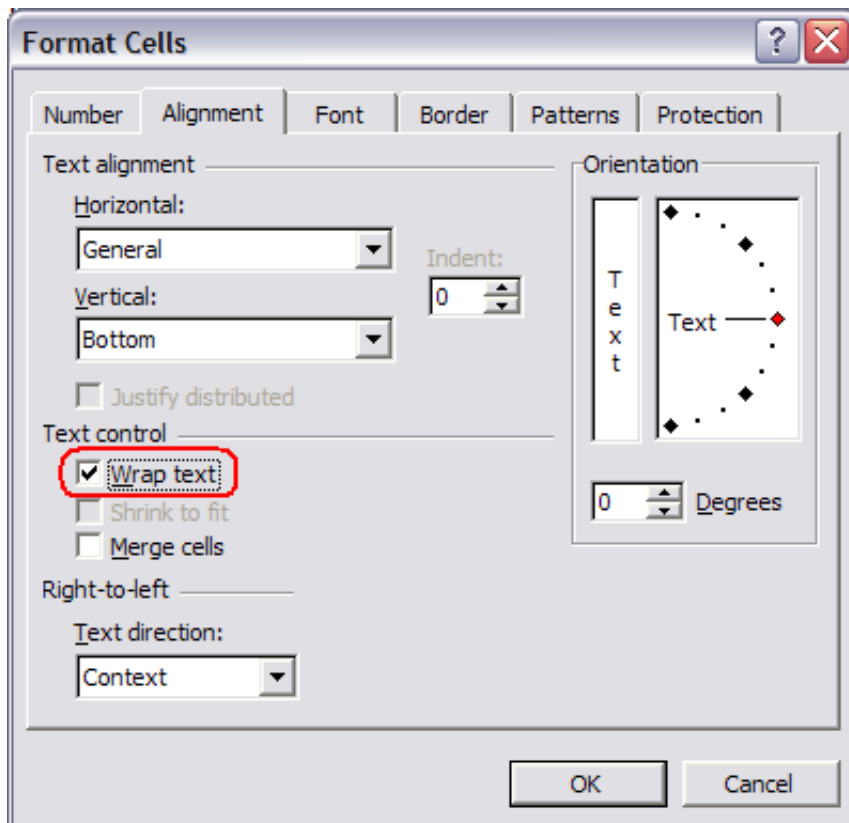 Format Cells
?
Number Alignment Font Border Patterns Protection
Text alignment
Horizontal:
General
Indent:
0
Vertical:
Bottom
Justify distributed
Text control
Wrap text
Shrink to fit
Merge cells
Right-to-left
Text direction:
Context
Orientation
Text
Text
0 Degrees
OK Cancel